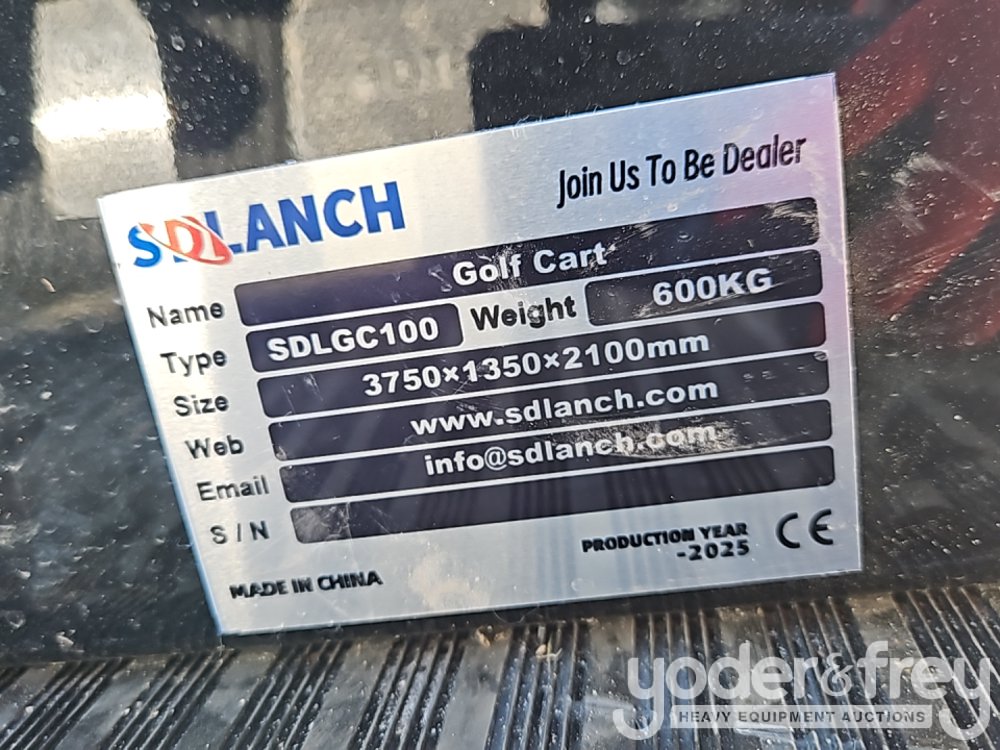 SDLANCH Join Us To Be Dealer
Name Golf Cart
Type SDLGC100 Weight 600KG
Size 3750×1350×2100mm
Web www.sdlanch.com
Email info@sdlanch.com
S/N
PRODUCTION YEAR
-2025 CE
MADE IN CHINA
yoder&frey
HEAVY EQUIPMENT AUCTIONS